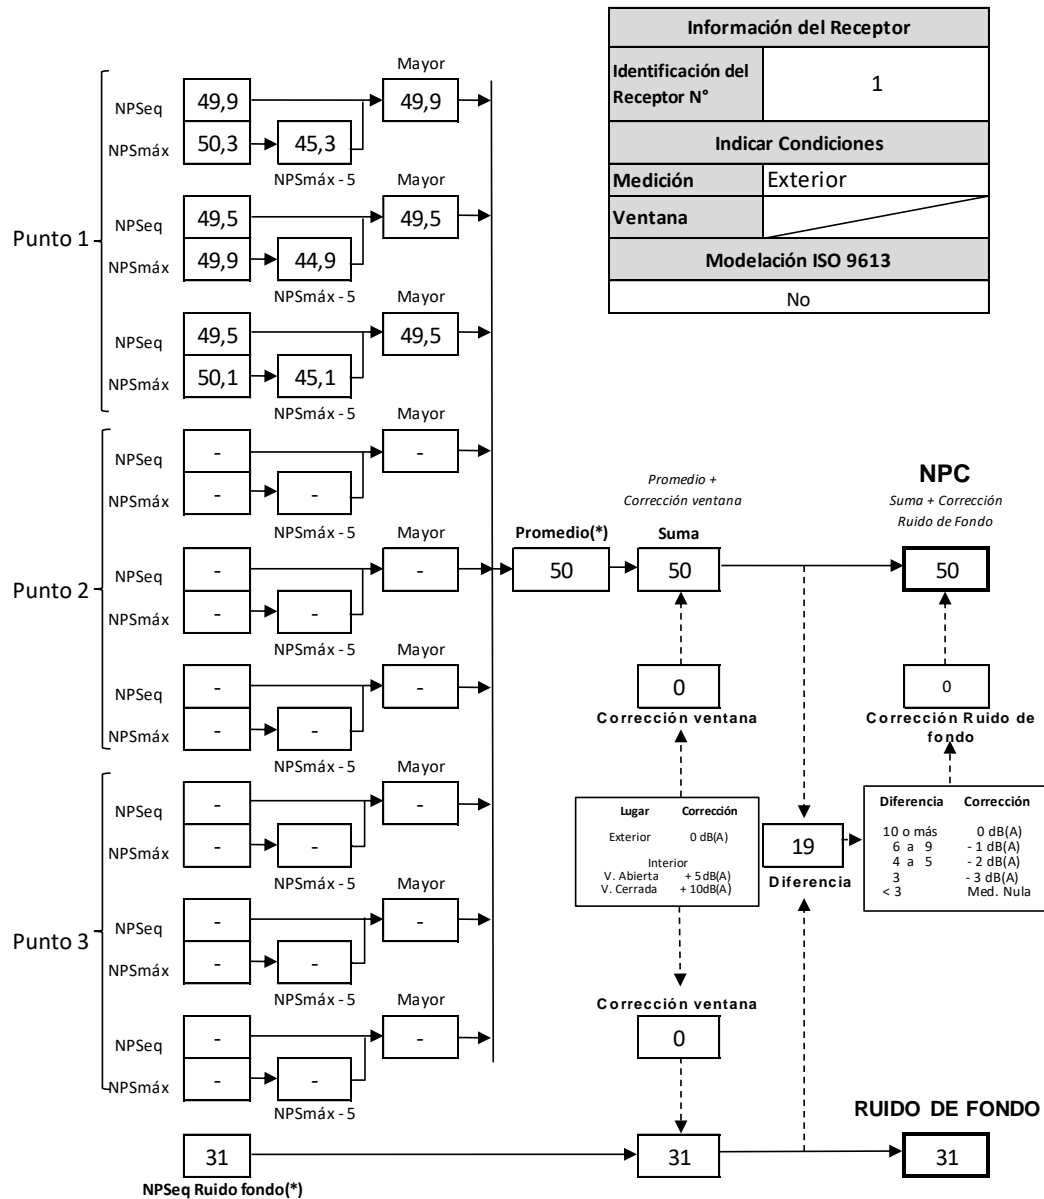 Información del Receptor
Identificación del
Receptor N°
1
Indicar Condiciones
Medición
Exterior
Ventana
Modelación ISO 9613
No
Punto 1
Mayor
NPSeq
49,9
49,9
NPSmáx
50,3
45,3
NPSmáx - 5
Mayor
NPSeq
49,5
49,5
NPSmáx
49,9
44,9
NPSmáx - 5
Mayor
NPSeq
49,5
49,5
NPSmáx
50,1
45,1
NPSmáx - 5
Punto 2
Mayor
NPSeq
-
-
NPSmáx
-
-
NPSmáx - 5
Mayor
NPSeq
-
-
NPSmáx
-
-
NPSmáx - 5
Mayor
NPSeq
-
-
NPSmáx
-
-
NPSmáx - 5
Punto 3
Mayor
NPSeq
-
-
NPSmáx
-
-
NPSmáx - 5
Mayor
NPSeq
-
-
NPSmáx
-
-
NPSmáx - 5
Mayor
NPSeq
-
-
NPSmáx
-
-
NPSmáx - 5
Promedio(*)
50
Promedio +
Corrección ventana
Suma
50
0
Corrección ventana
NPC
Suma + Corrección
Ruido de Fondo
50
0
Corrección Ruido de
fondo
Lugar Corrección
Exterior 0 dB(A)
Interior
V. Abierta + 5dB(A)
V. Cerrada + 10dB(A)
19
Diferencia
Diferencia Corrección
10 o más 0 dB(A)
6 a 9 - 1 dB(A)
4 a 5 - 2 dB(A)
3 - 3 dB(A)
< 3 Med. Nula
Corrección ventana
0
RUIDO DE FONDO
31
31
31
NPSeq Ruido fondo(*)